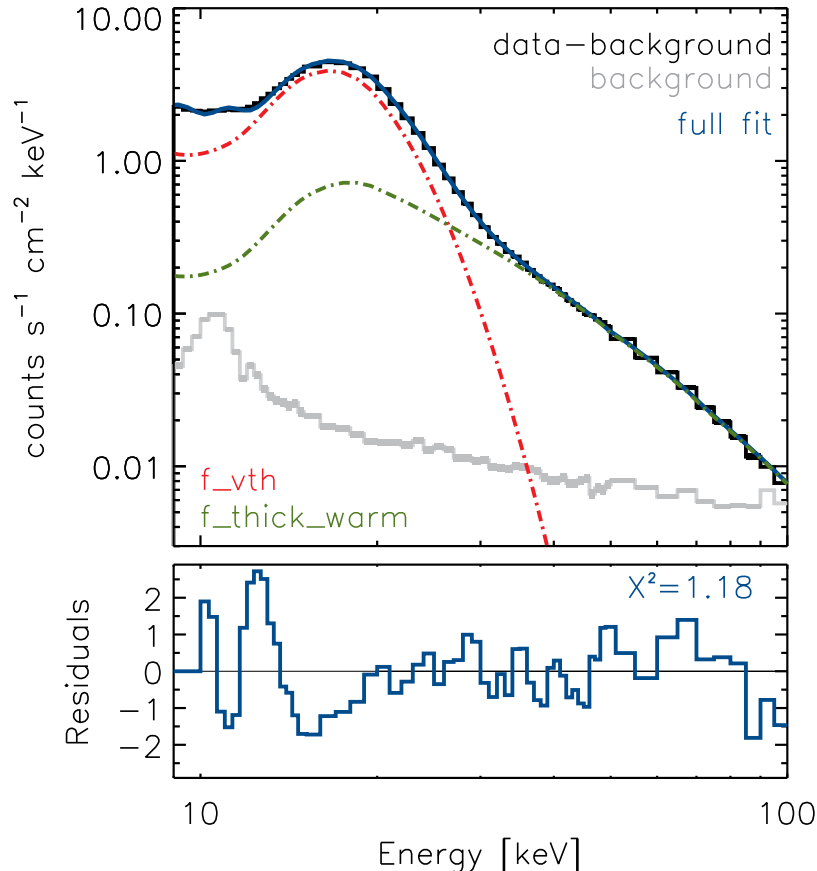 10.00
1.00
0.10
0.01
counts s⁻¹ cm⁻² keV⁻¹
data−background
background
full fit
f_vth
f_thick_warm
X²=1.18
2
1
0
−1
−2
Residuals
10
100
Energy [keV]